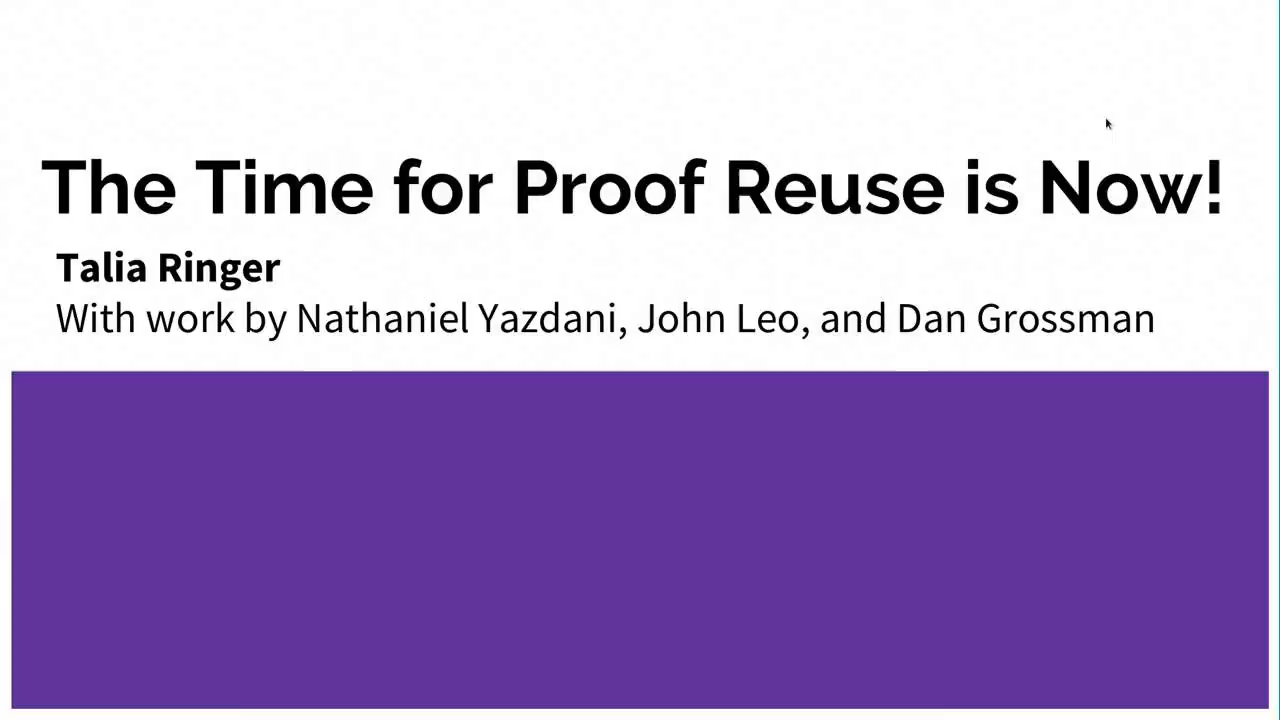 The Time for Proof Reuse is Now!
Talia Ringer
With work by Nathaniel Yazdani, John Leo, and Dan Grossman